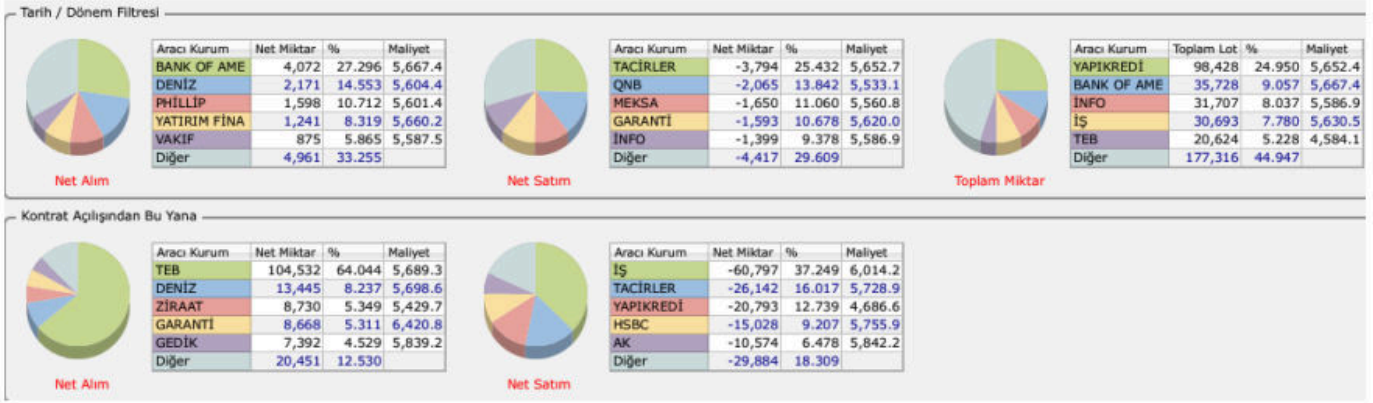 Tarih / Dönem Filtresi
Aracı Kurum Net Miktar % Maliyet
BANK OF AME 4,072 27.296 5,667.4
DENİZ 2,171 14.553 5,604.4
PHİLLİP 1,598 10.712 5,601.4
YATIRIM FİNA 1,241 8.319 5,660.2
VAKIF 875 5.865 5,587.5
Diğer 4,961 33.255
Net Alım
Aracı Kurum Net Miktar % Maliyet
TACİRLER -3,794 25.432 5,652.7
QNB -2,065 13.842 5,533.1
MEKSA -1,650 11.060 5,560.8
GARANTİ -1,593 10.678 5,620.0
İNFO -1,399 9.378 5,586.9
Diğer -4,417 29.609
Net Satım
Aracı Kurum Toplam Lot % Maliyet
YAPIKREDİ 98,428 24.950 5,652.4
BANK OF AME 35,728 9.057 5,667.4
İNFO 31,707 8.037 5,586.9
İŞ 30,693 7.780 5,630.5
TEB 20,624 5.228 4,584.1
Diğer 177,316 44.947
Toplam Miktar
Kontrat Açılışından Bu Yana
Aracı Kurum Net Miktar % Maliyet
TEB 104,532 64.044 5,689.3
DENİZ 13,445 8.237 5,698.6
ZİRAAT 8,730 5.349 5,429.7
GARANTİ 8,668 5.311 6,420.8
GEDİK 7,392 4.529 5,839.2
Diğer 20,451 12.530
Net Alım
Aracı Kurum Net Miktar % Maliyet
İŞ -60,797 37.249 6,014.2
TACİRLER -26,142 16.017 5,728.9
YAPIKREDİ -20,793 12.739 4,686.6
HSBC -15,028 9.207 5,755.9
AK -10,574 6.478 5,842.2
Diğer -29,884 18.309
Net Satım